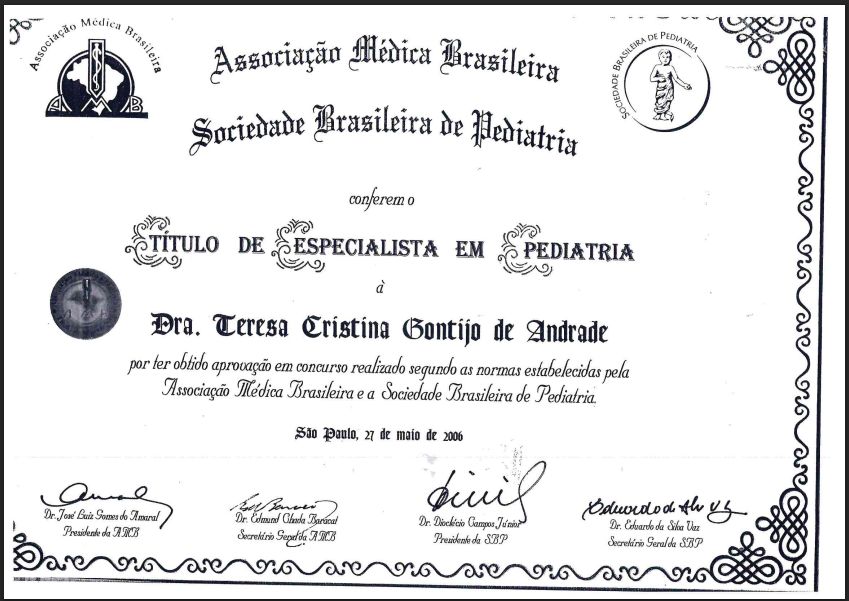 Associação Médica Brasileira
AMB
Associação Médica Brasileira
Sociedade Brasileira de Pediatria
Sociedade Brasileira de Pediatria
conferem o
TÍTULO DE ESPECIALISTA EM PEDIATRIA
à
Dra. Teresa Cristina Gontijo de Andrade
por ter obtido aprovação em concurso realizado segundo as normas estabelecidas pela
Associação Médica Brasileira e a Sociedade Brasileira de Pediatria.
São Paulo, 27 de maio de 2006
Dr. José Luiz Gomes do Amaral
Presidente da AMB
Dr. Edmund Chada Baracat
Secretário Geral da AMB
Dr. Dioclécio Campos Júnior
Presidente da SBP
Eduardo da Silva Vaz
Dr. Eduardo da Silva Vaz
Secretário Geral da SBP